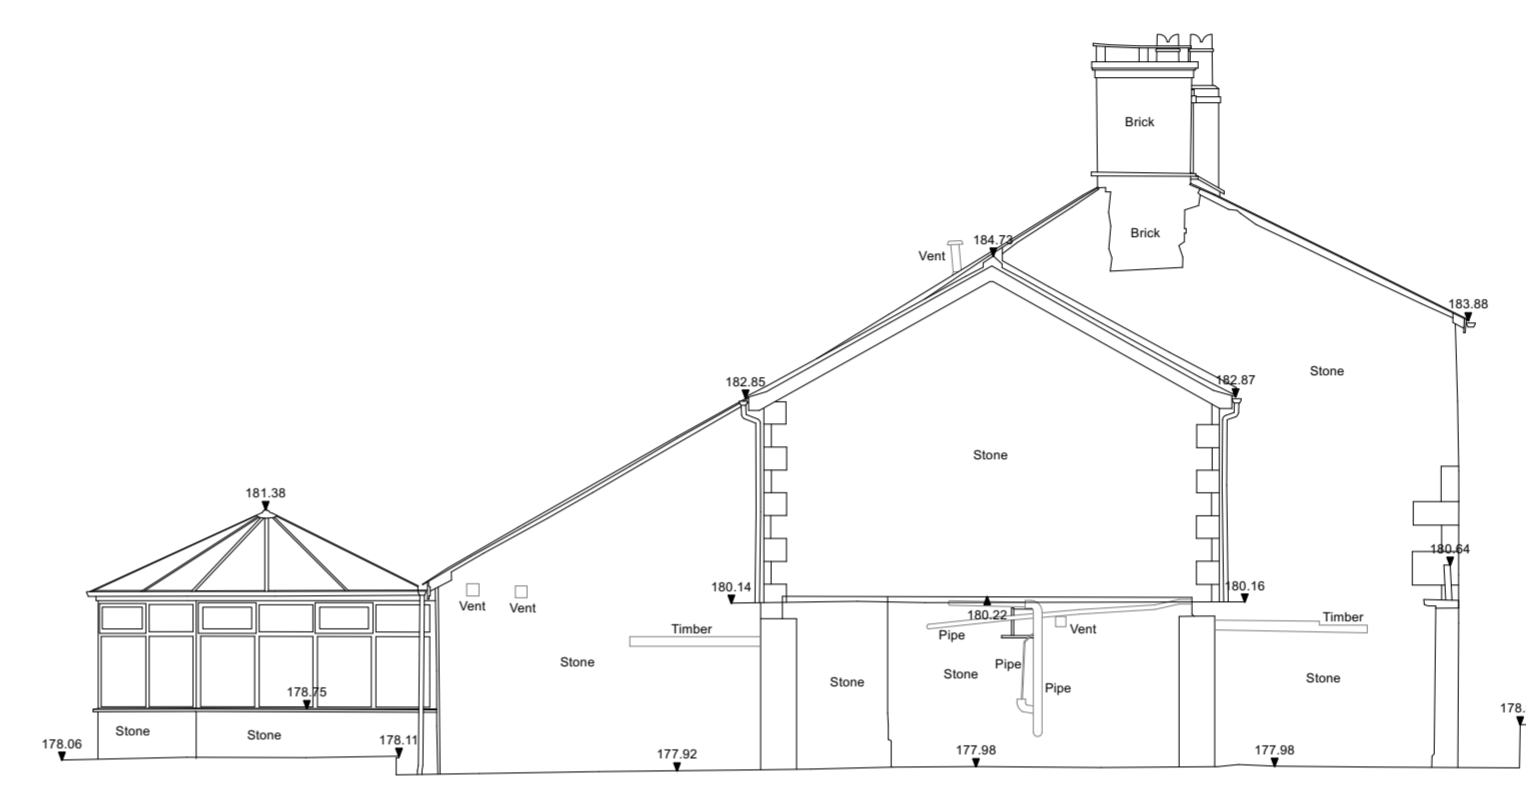 Brick
Brick
184.73
Vent
183.88
Stone
182.85
182.87
Stone
181.38
180.64
180.14
180.16
Vent
Vent
180.22
Timber
Timber
Pipe
Vent
Stone
Pipe
Stone
Stone
Stone
Pipe
178.75
178.
Stone
Stone
178.06
178.11
177.92
177.98
177.98